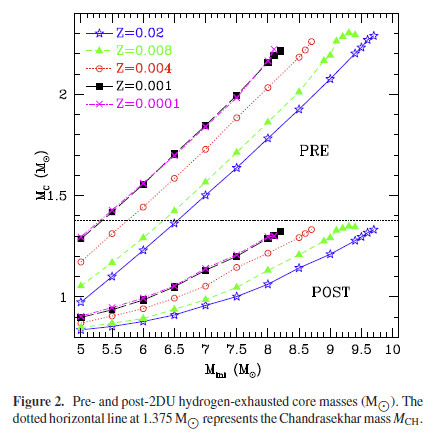 Z=0.02
Z=0.008
Z=0.004
Z=0.001
Z=0.0001
PRE
POST
M_C (M_⊙)
2
1.5
1
5 5.5 6 6.5 7 7.5 8 8.5 9 9.5 10
M_ini (M_⊙)
Figure 2. Pre- and post-2DU hydrogen-exhausted core masses (M_⊙). The
dotted horizontal line at 1.375 M_⊙ represents the Chandrasekhar mass M_CH.